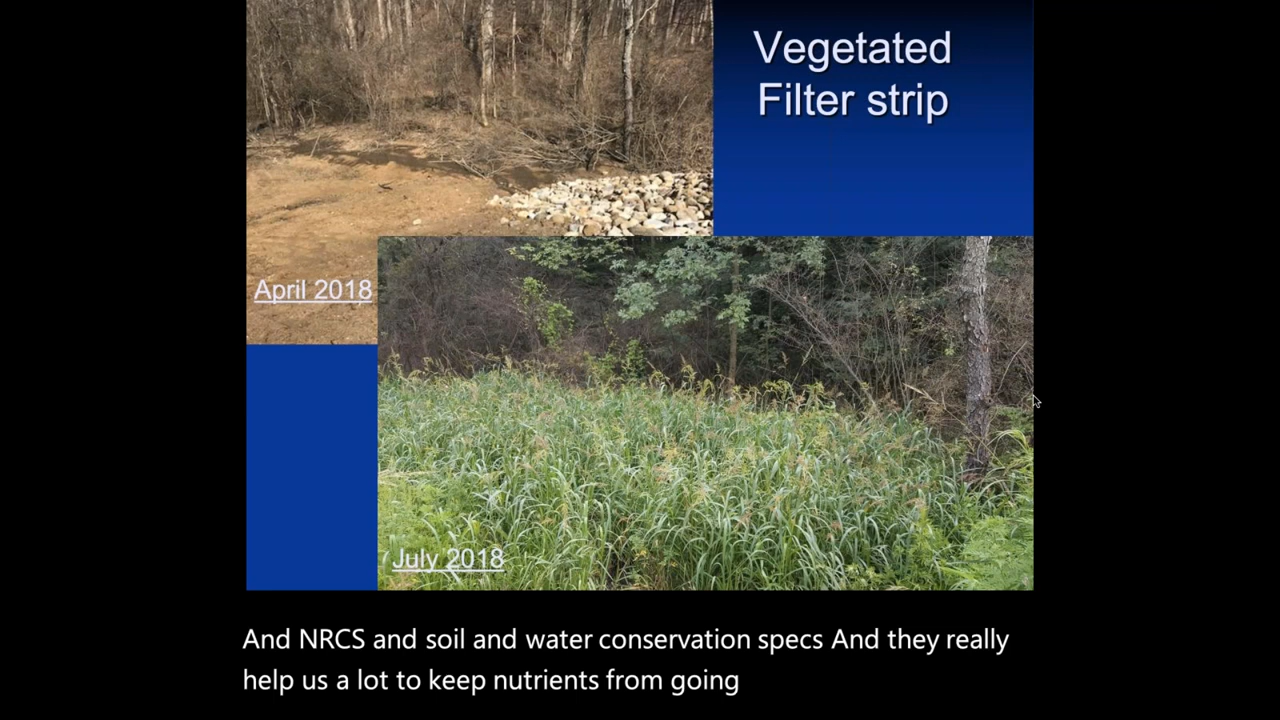 Vegetated
Filter strip
April 2018
July 2018
And NRCS and soil and water conservation specs And they really
help us a lot to keep nutrients from going